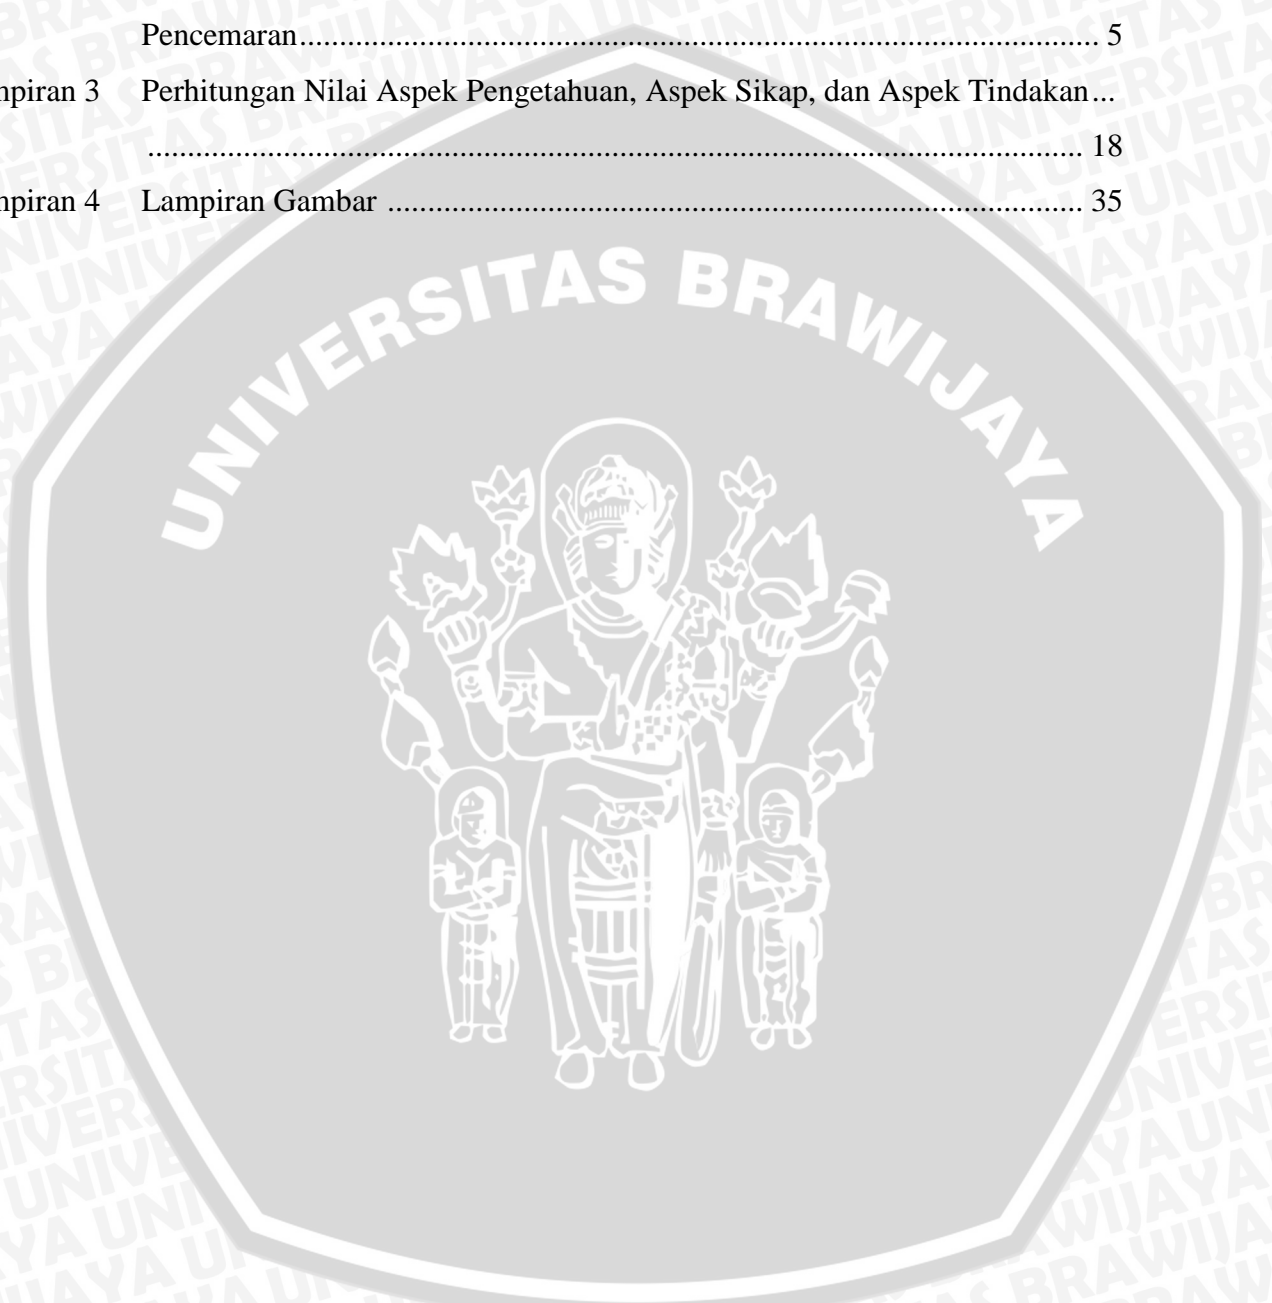 Pencemaran.................................................................................................... 5
mpiran 3 Perhitungan Nilai Aspek Pengetahuan, Aspek Sikap, dan Aspek Tindakan...
..................................................................................................................... 18
mpiran 4 Lampiran Gambar ....................................................................................... 35
UNIVERSITAS BRAWIJAYA